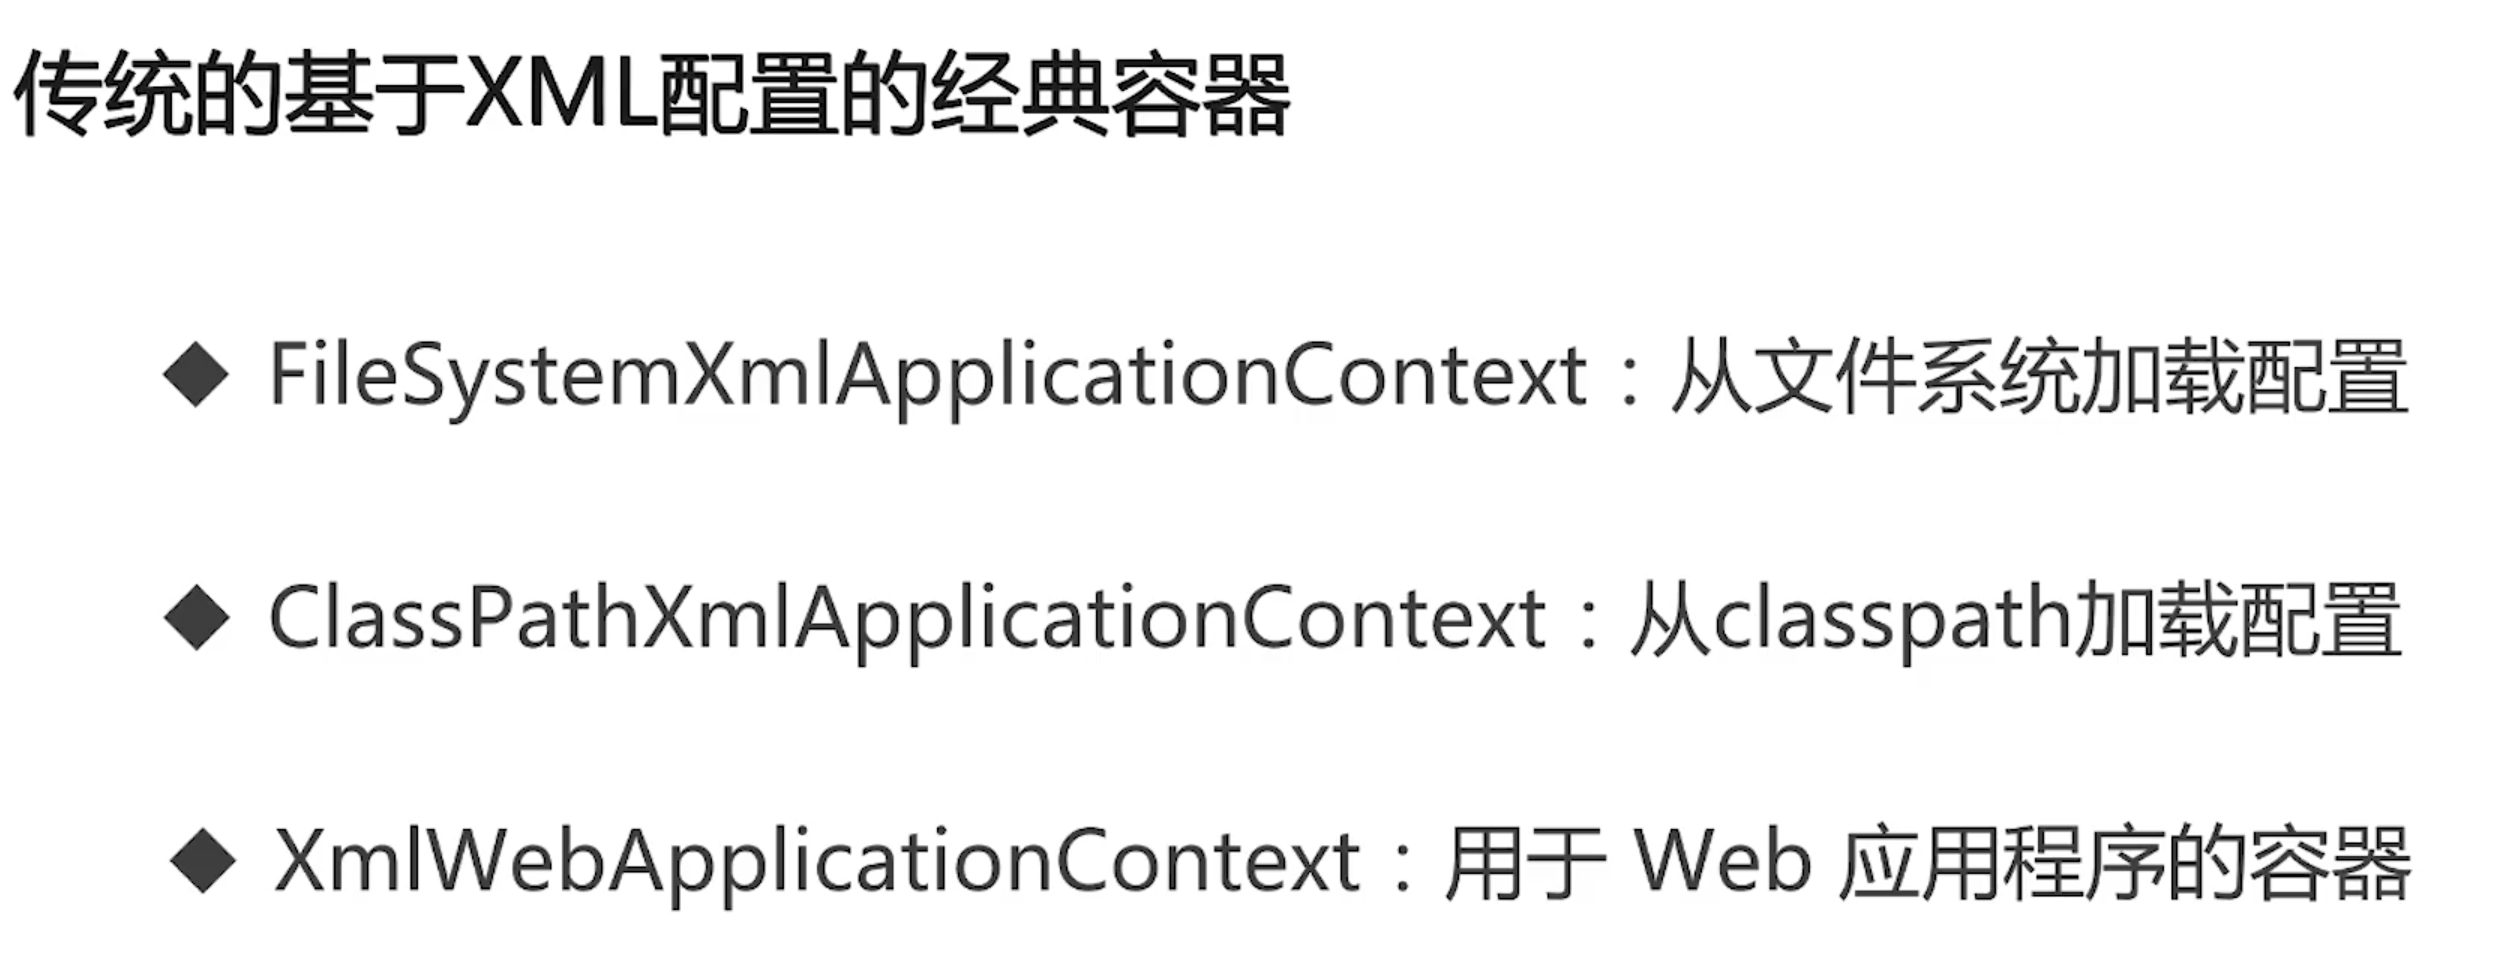 传统的基于XML配置的经典容器
◆ FileSystemXmlApplicationContext：从文件系统加载配置
◆ ClassPathXmlApplicationContext：从classpath加载配置
◆ XmlWebApplicationContext：用于 Web 应用程序的容器